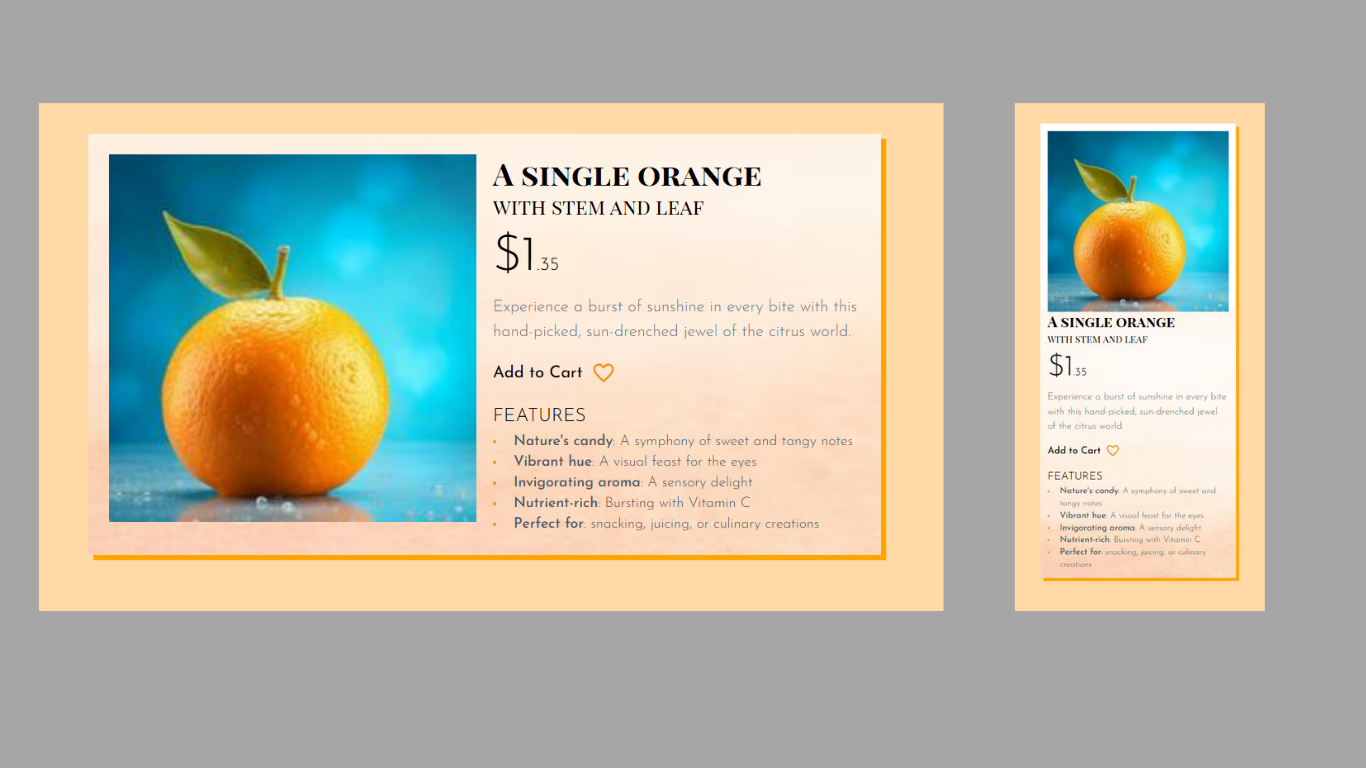 A SINGLE ORANGE
WITH STEM AND LEAF
$1.35
Experience a burst of sunshine in every bite with this
hand-picked, sun-drenched jewel of the citrus world.
Add to Cart
FEATURES
Nature's candy: A symphony of sweet and tangy notes
Vibrant hue: A visual feast for the eyes
Invigorating aroma: A sensory delight
Nutrient-rich: Bursting with Vitamin C
Perfect for: snacking, juicing, or culinary creations
A SINGLE ORANGE
WITH STEM AND LEAF
$1.35
Experience a burst of sunshine in every bite
with this hand-picked, sun-drenched jewel
of the citrus world.
Add to Cart
FEATURES
Nature's candy: A symphony of sweet and
tangy notes
Vibrant hue: A visual feast for the eyes
Invigorating aroma: A sensory delight
Nutrient-rich: Bursting with Vitamin C
Perfect for: snacking, juicing, or culinary
creations